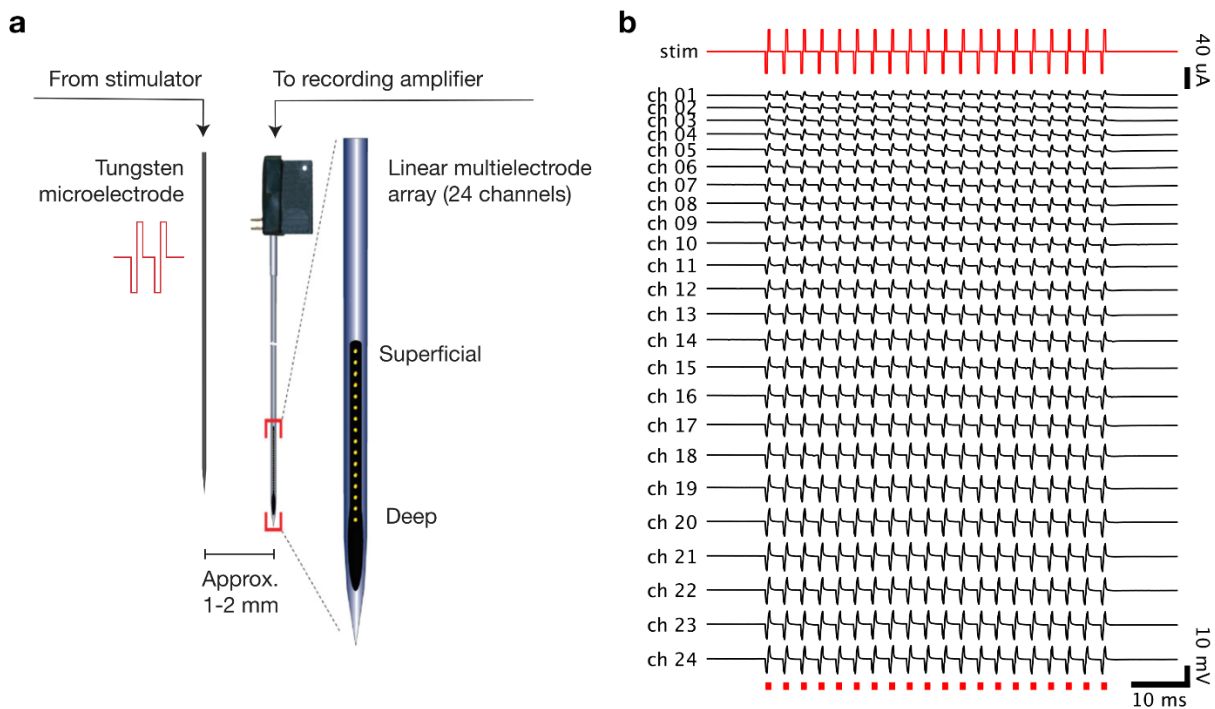 a
From stimulator
To recording amplifier
Tungsten
microelectrode
Linear multielectrode
array (24 channels)
Superficial
Deep
Approx.
1-2 mm
b
stim
40 uA
ch 01
ch 02
ch 03
ch 04
ch 05
ch 06
ch 07
ch 08
ch 09
ch 10
ch 11
ch 12
ch 13
ch 14
ch 15
ch 16
ch 17
ch 18
ch 19
ch 20
ch 21
ch 22
ch 23
ch 24
10 mV
10 ms